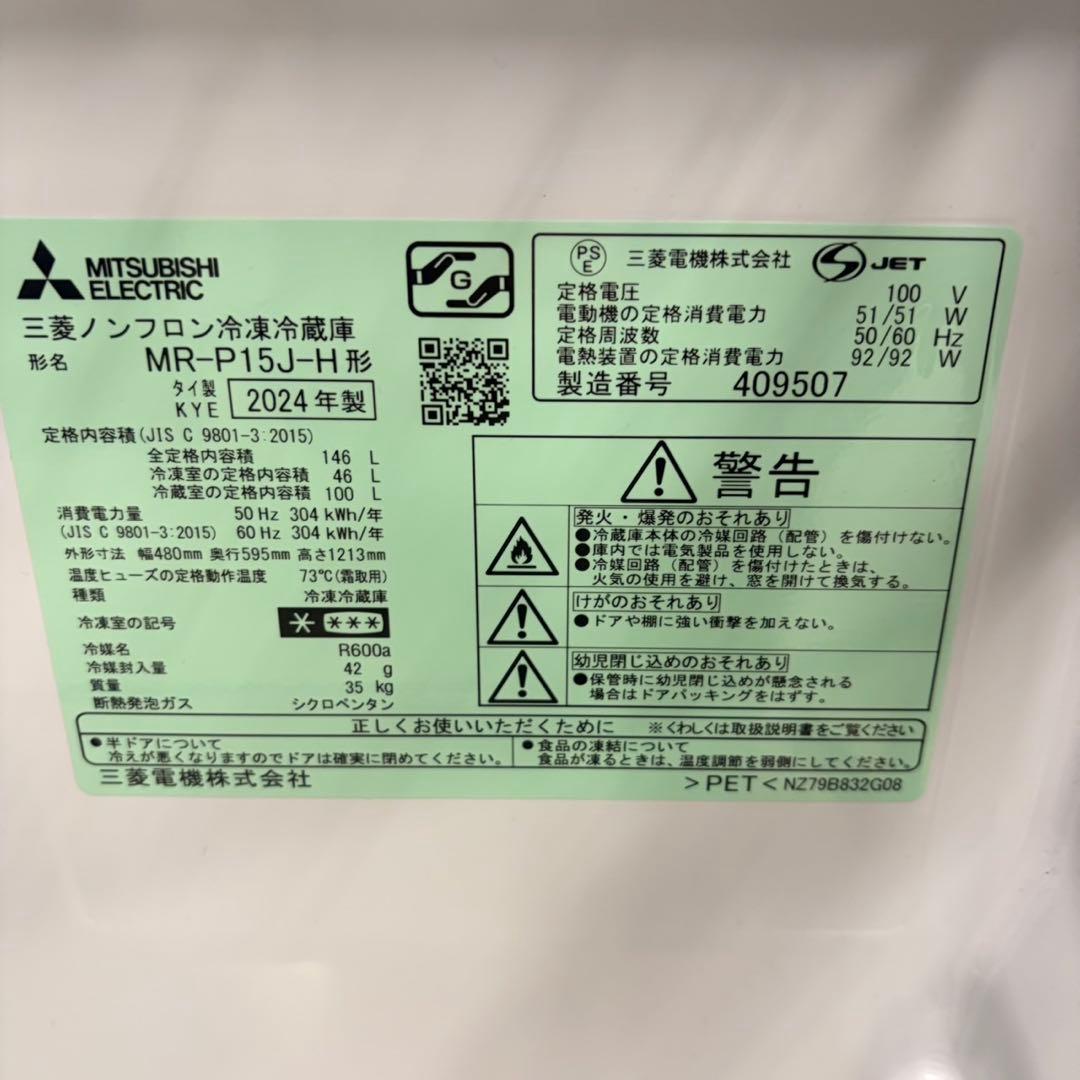 MITSUBISHI
ELECTRIC
三菱ノンフロン冷凍冷蔵庫
形名 MR-P15J-H形
タイ製
KYE 2024年製
G
定格内容積(JIS C 9801-3:2015)
全定格内容積 146 L
冷凍室の定格内容積 46 L
冷蔵室の定格内容積 100 L
消費電力量 50 Hz 304 kWh/年
(JIS C 9801-3:2015) 60 Hz 304 kWh/年
外形寸法 幅480mm 奥行595mm 高さ1213mm
温度ヒューズの定格動作温度 73℃(霜取用)
種類 冷凍冷蔵庫
冷凍室の記号
冷媒名 R600a
冷媒封入量 42 g
質量 35 kg
断熱発泡ガス シクロペンタン
PSE 三菱電機株式会社 JET
定格電圧 100 V
電動機の定格消費電力 51/51 W
定格周波数 50/60 Hz
電熱装置の定格消費電力 92/92 W
製造番号 409507
警告
発火・爆発のおそれあり
●冷蔵庫本体の冷媒回路(配管)を傷付けない。
●庫内では電気製品を使用しない。
●冷媒回路(配管)を傷付けたときは、
火気の使用を避け、窓を開けて換気する。
けがのおそれあり
●ドアや棚に強い衝撃を加えない。
幼児閉じ込めのおそれあり
●保管時に幼児閉じ込めが懸念される
場合はドアパッキングをはずす。
正しくお使いいただくために ※くわしくは取扱説明書をご覧ください
●半ドアについて
冷えが悪くなりますのでドアは確実に閉めてください。
●食品の凍結について
食品が凍るときは、温度調節を弱側にしてください。
三菱電機株式会社
>PET< NZ79B832G08